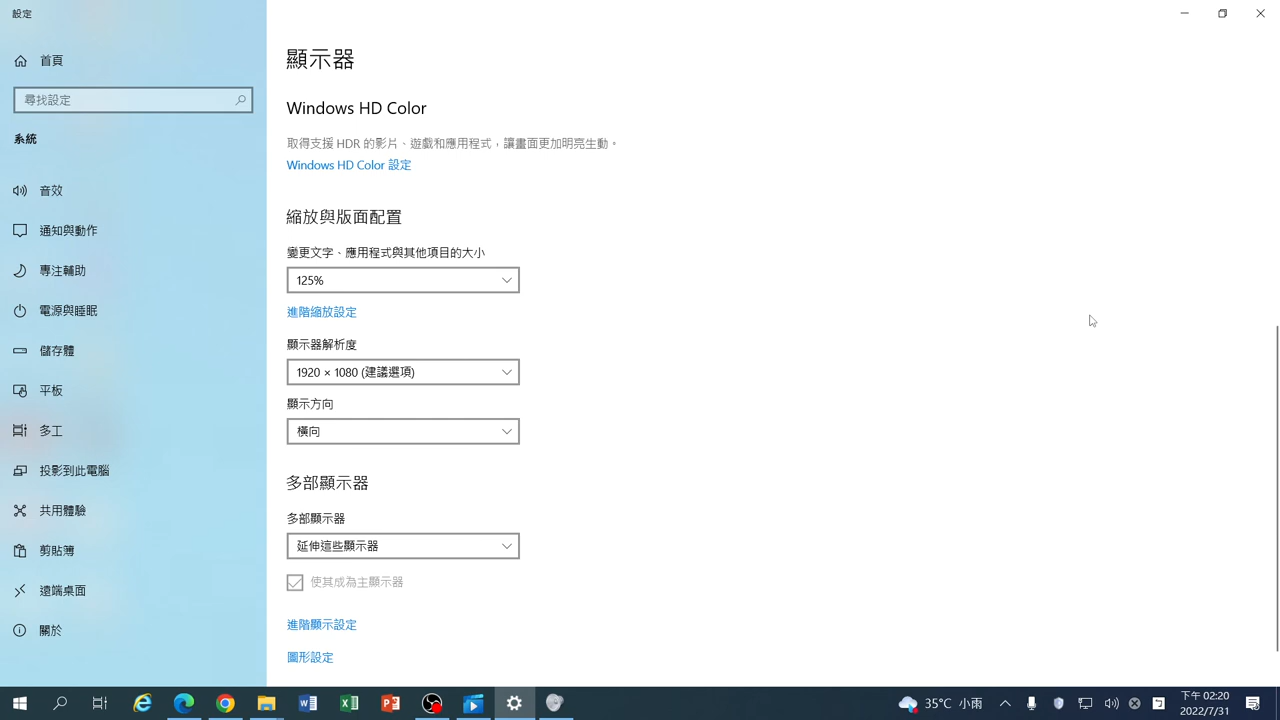 設定
首頁
尋找設定
系統
音效
通知與動作
專注輔助
電源與睡眠
儲存體
平板
多工
投影到此電腦
共用體驗
剪貼簿
遠端桌面
關於
顯示器
Windows HD Color
取得支援 HDR 的影片、遊戲和應用程式，讓畫面更加明亮生動。
Windows HD Color 設定
縮放與版面配置
變更文字、應用程式與其他項目的大小
125%
進階縮放設定
顯示器解析度
1920 × 1080 (建議選項)
顯示方向
橫向
多部顯示器
多部顯示器
延伸這些顯示器
使其成為主顯示器
進階顯示設定
圖形設定
35°C 小雨
下午 02:20
2022/7/31